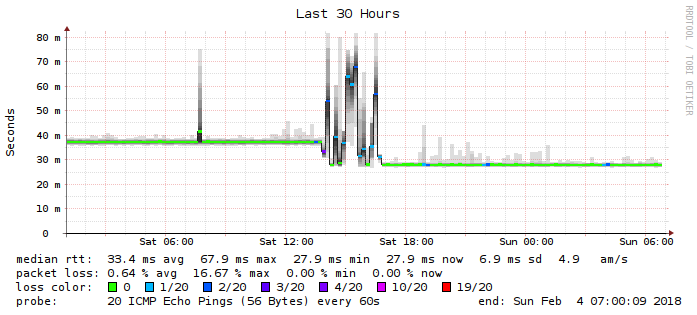 Last 30 Hours
RRDTOOL / TOBI OETIKER
Seconds
80 m
70 m
60 m
50 m
40 m
30 m
20 m
10 m
0
Sat 06:00 Sat 12:00 Sat 18:00 Sun 00:00 Sun 06:00
median rtt: 33.4 ms avg 67.9 ms max 27.9 ms min 27.9 ms now 6.9 ms sd 4.9 am/s
packet loss: 0.64 % avg 16.67 % max 0.00 % min 0.00 % now
loss color: 0 1/20 2/20 3/20 4/20 10/20 19/20
probe: 20 ICMP Echo Pings (56 Bytes) every 60s end: Sun Feb 4 07:00:09 2018